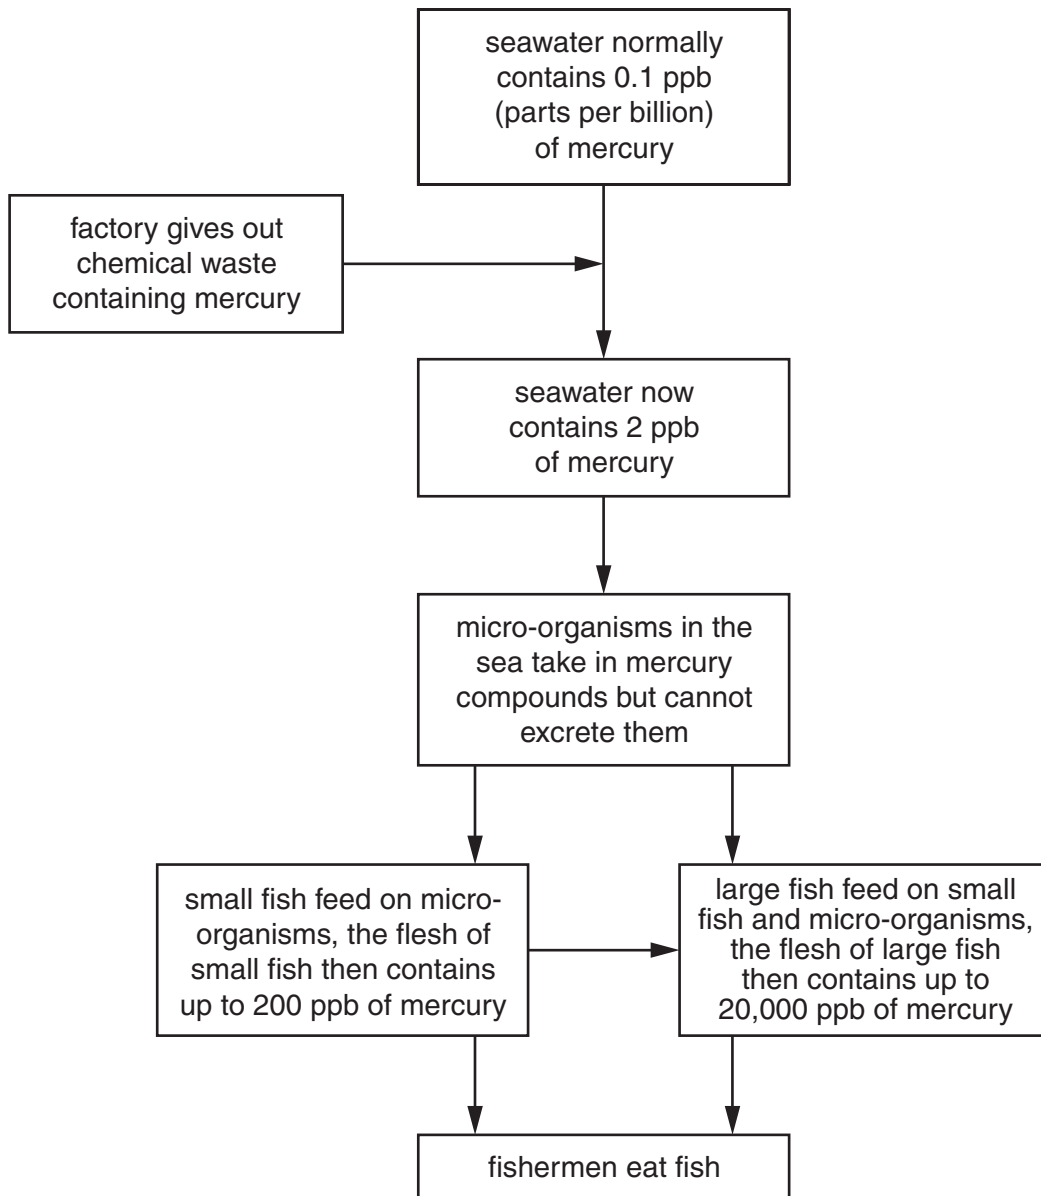 seawater normally
contains 0.1 ppb
(parts per billion)
of mercury
factory gives out
chemical waste
containing mercury
seawater now
contains 2 ppb
of mercury
micro-organisms in the
sea take in mercury
compounds but cannot
excrete them
small fish feed on micro-
organisms, the flesh of
small fish then contains
up to 200 ppb of mercury
large fish feed on small
fish and micro-organisms,
the flesh of large fish
then contains up to
20,000 ppb of mercury
fishermen eat fish